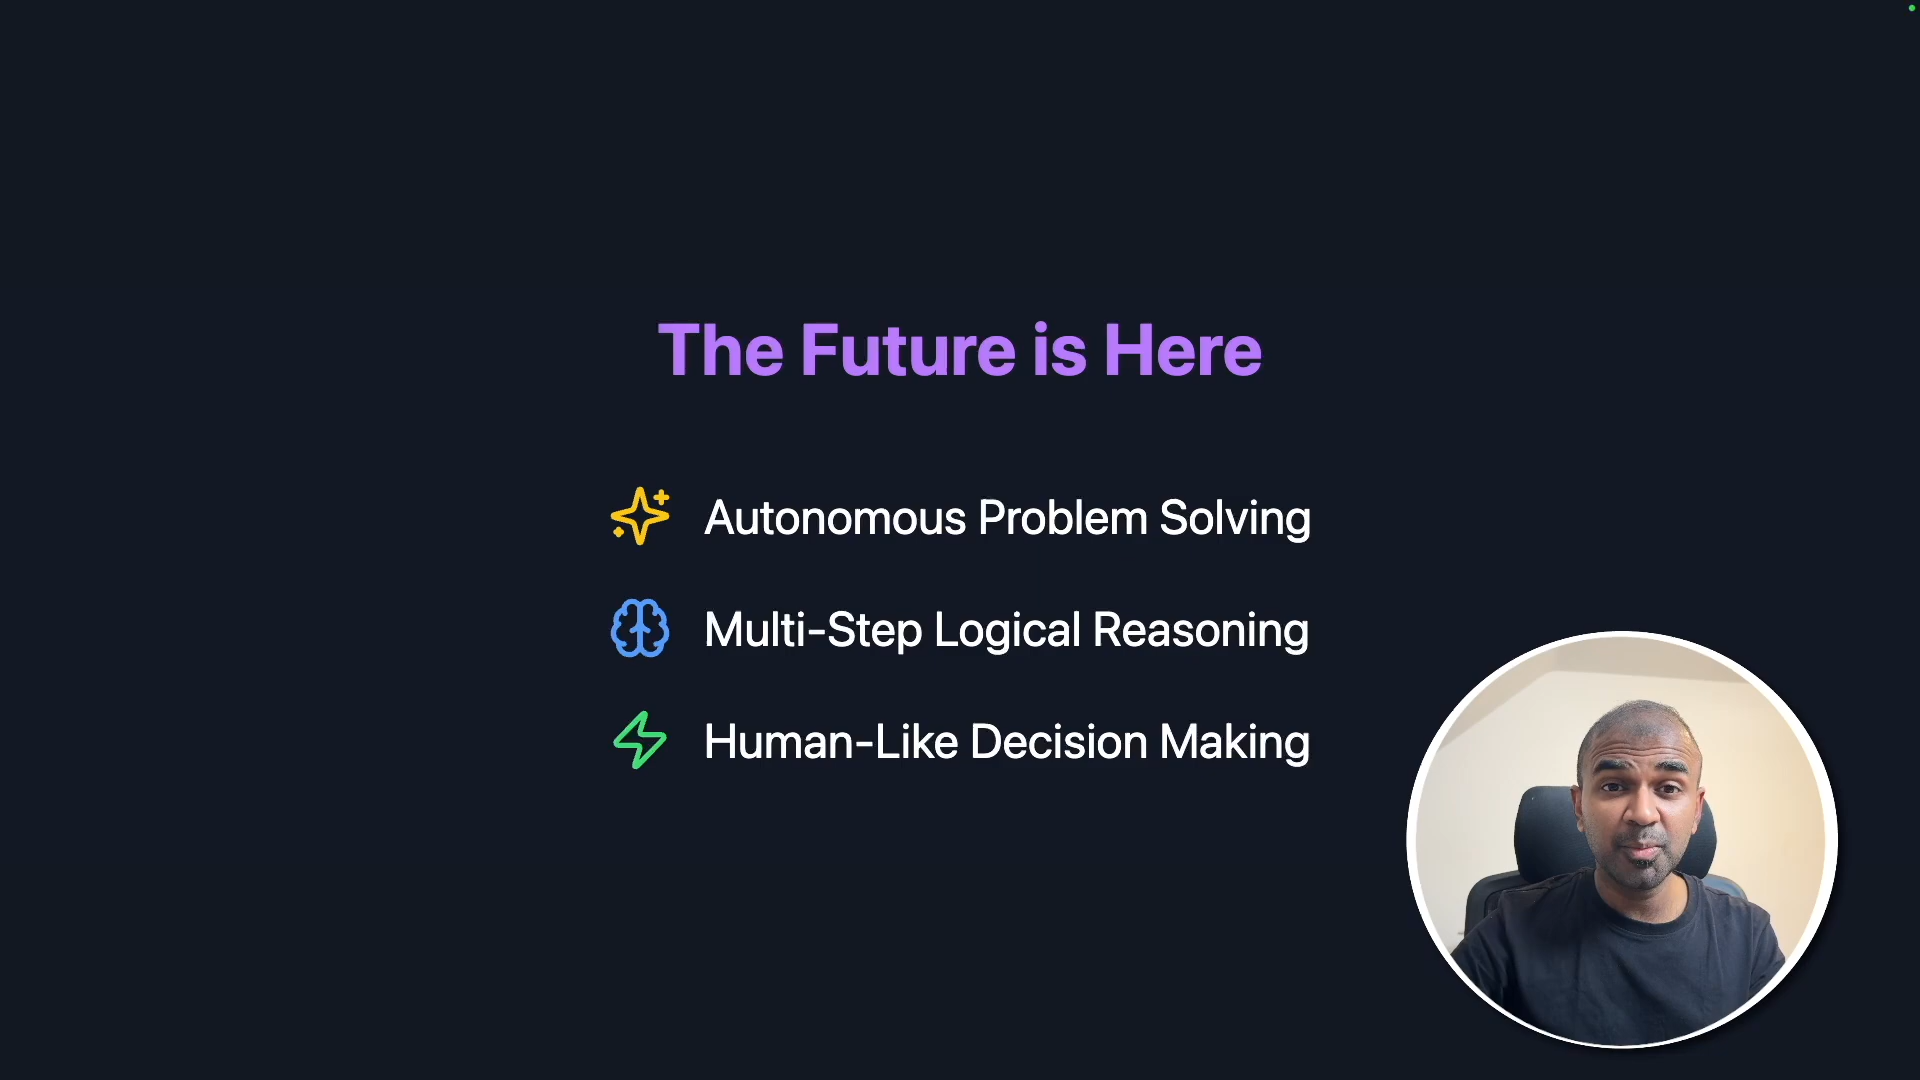 The Future is Here
Autonomous Problem Solving
Multi-Step Logical Reasoning
Human-Like Decision Making